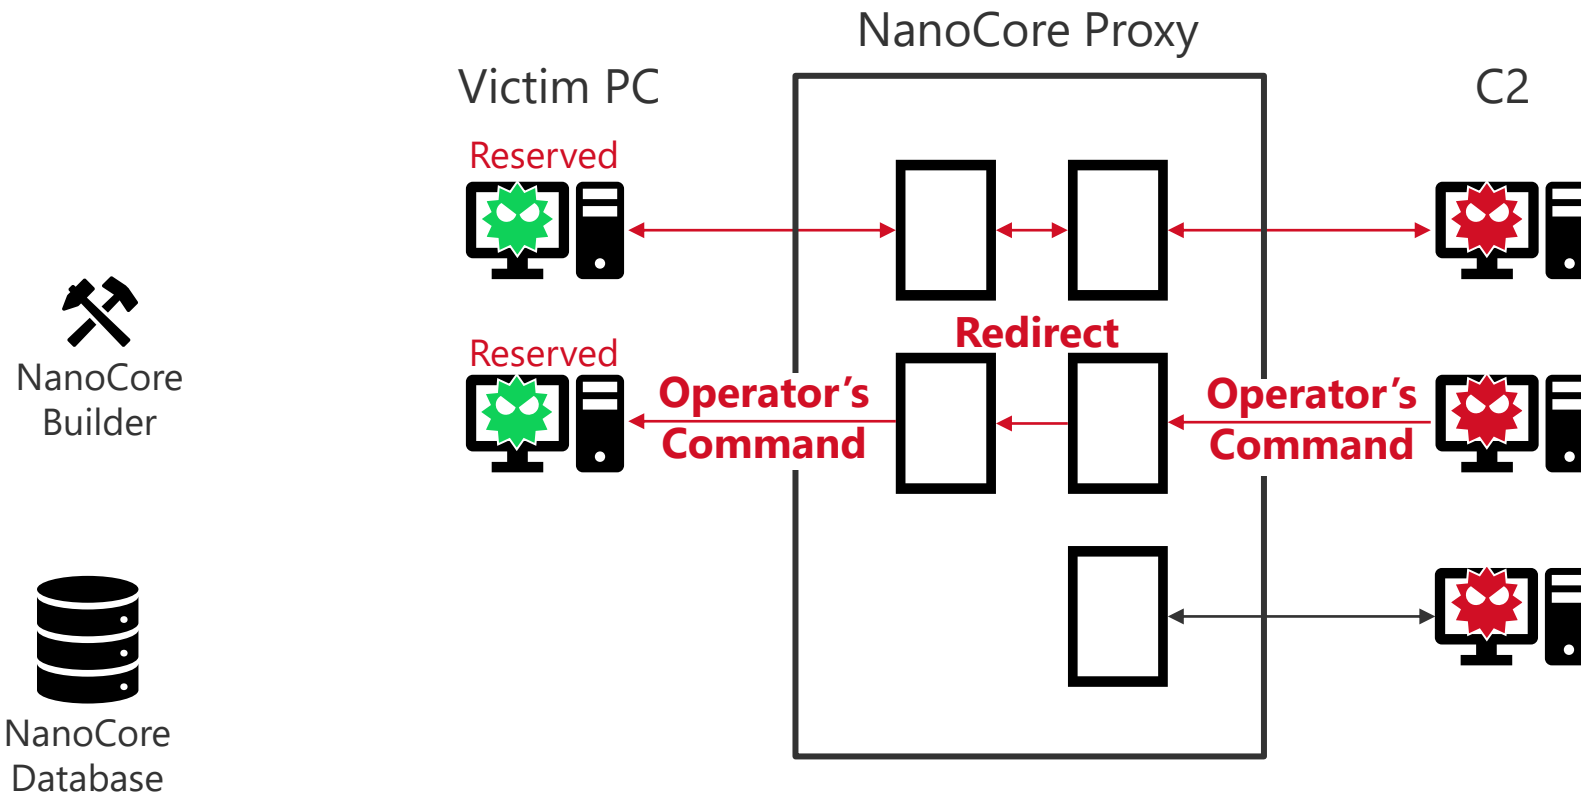 NanoCore Proxy
Victim PC
C2
Reserved
Redirect
Reserved
Operator’s
Command
Operator’s
Command
NanoCore
Builder
NanoCore
Database